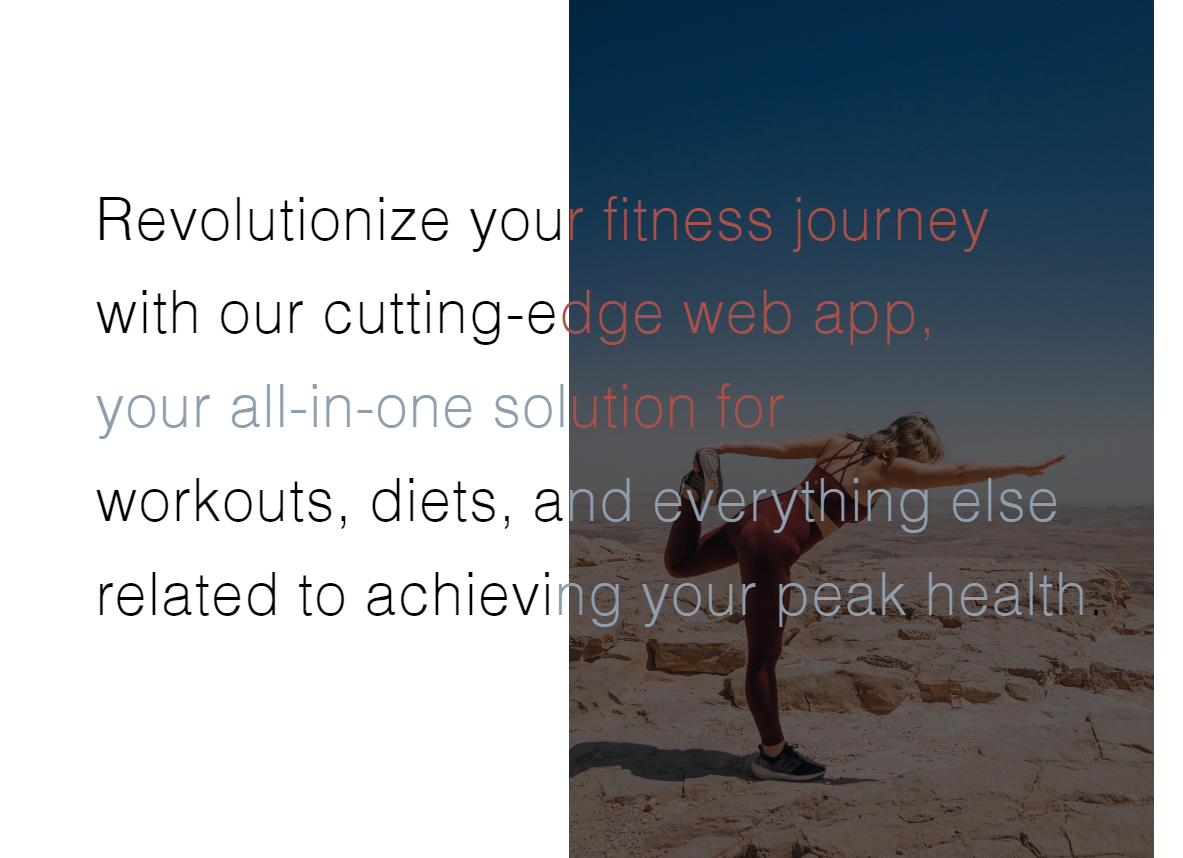 Revolutionize your fitness journey
with our cutting-edge web app,
your all-in-one solution for
workouts, diets, and everything else
related to achieving your peak health.